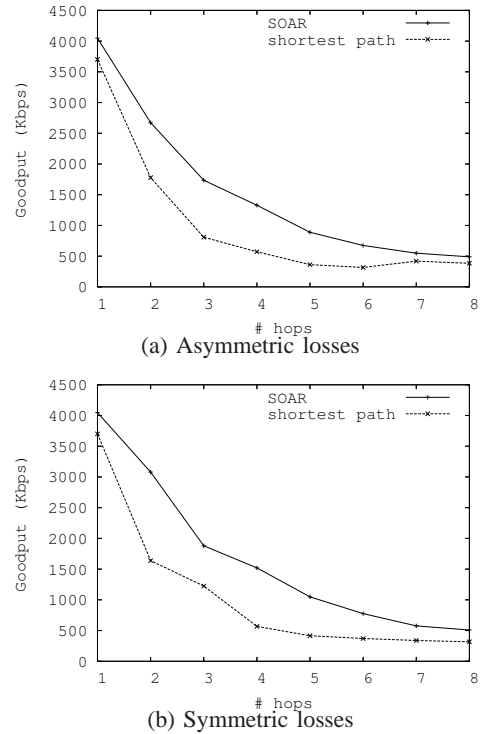 4500
4000
3500
3000
2500
2000
1500
1000
500
0
Goodput (Kbps)
SOAR
shortest path
1 2 3 4 5 6 7 8
# hops
(a) Asymmetric losses
4500
4000
3500
3000
2500
2000
1500
1000
500
0
Goodput (Kbps)
SOAR
shortest path
1 2 3 4 5 6 7 8
# hops
(b) Symmetric losses